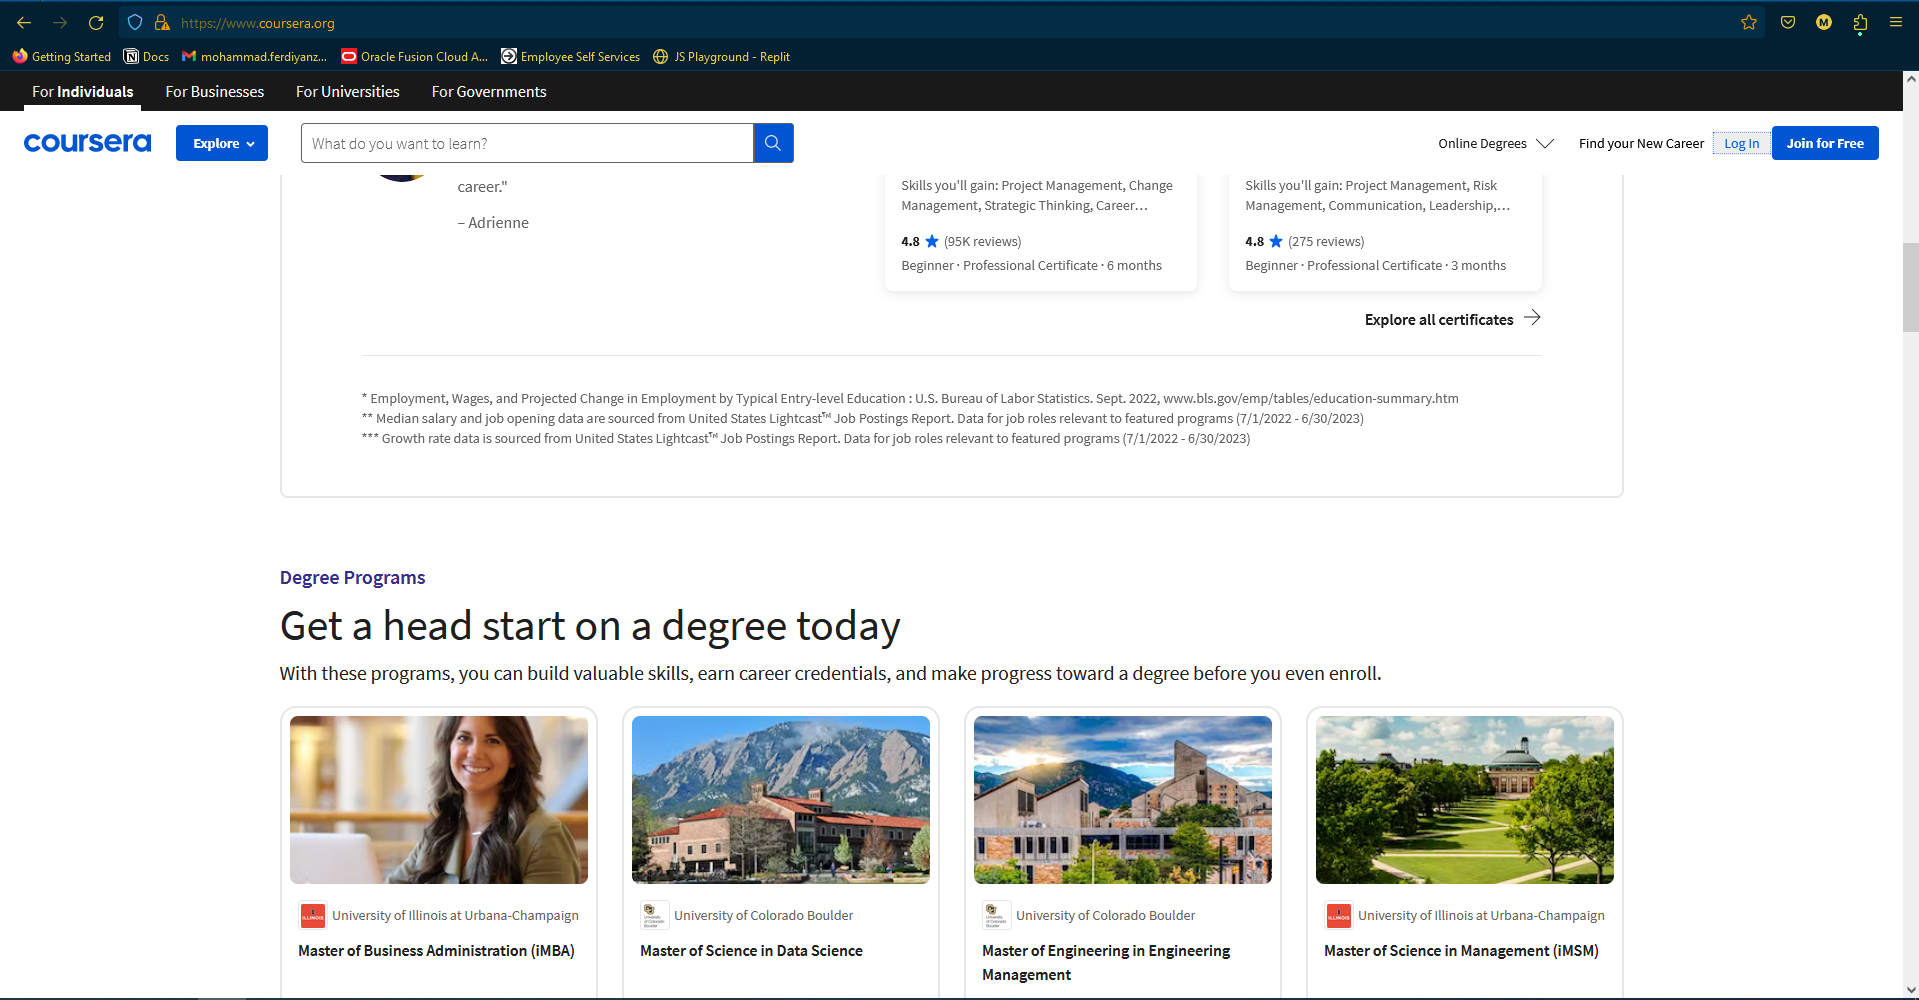 https://www.coursera.org
M
Getting Started
Docs
mohammad.ferdiyanz...
Oracle Fusion Cloud A...
Employee Self Services
JS Playground - Replit
For Individuals
For Businesses
For Universities
For Governments
coursera
Explore
What do you want to learn?
Online Degrees
Find your New Career
Log In
Join for Free
career."
– Adrienne
Skills you'll gain: Project Management, Change
Management, Strategic Thinking, Career...
4.8 ★ (95K reviews)
Beginner · Professional Certificate · 6 months
Skills you'll gain: Project Management, Risk
Management, Communication, Leadership,...
4.8 ★ (275 reviews)
Beginner · Professional Certificate · 3 months
Explore all certificates
* Employment, Wages, and Projected Change in Employment by Typical Entry-level Education : U.S. Bureau of Labor Statistics. Sept. 2022, www.bls.gov/emp/tables/education-summary.htm
** Median salary and job opening data are sourced from United States Lightcast™ Job Postings Report. Data for job roles relevant to featured programs (7/1/2022 - 6/30/2023)
*** Growth rate data is sourced from United States Lightcast™ Job Postings Report. Data for job roles relevant to featured programs (7/1/2022 - 6/30/2023)
Degree Programs
Get a head start on a degree today
With these programs, you can build valuable skills, earn career credentials, and make progress toward a degree before you even enroll.
ILLINOIS
University of Illinois at Urbana-Champaign
Master of Business Administration (iMBA)
University of Colorado Boulder
University of Colorado Boulder
Master of Science in Data Science
University of Colorado Boulder
University of Colorado Boulder
Master of Engineering in Engineering
Management
ILLINOIS
University of Illinois at Urbana-Champaign
Master of Science in Management (iMSM)